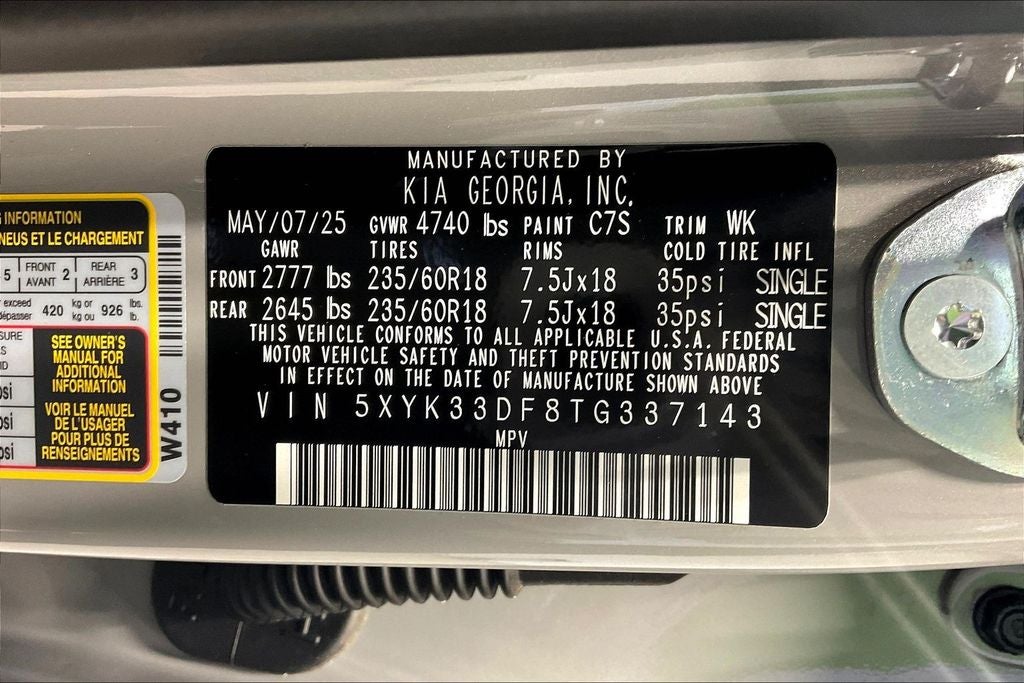 MANUFACTURED BY
KIA GEORGIA, INC.
MAY/07/25 GVWR 4740 lbs PAINT C7S TRIM WK
GAWR TIRES RIMS COLD TIRE INFL
FRONT 2777 lbs 235/60R18 7.5Jx18 35psi SINGLE
REAR 2645 lbs 235/60R18 7.5Jx18 35psi SINGLE
THIS VEHICLE CONFORMS TO ALL APPLICABLE U.S.A. FEDERAL
MOTOR VEHICLE SAFETY AND THEFT PREVENTION STANDARDS
IN EFFECT ON THE DATE OF MANUFACTURE SHOWN ABOVE
VIN 5XYK33DF8TG337143
MPV
INFORMATION
ET LE CHARGEMENT
5 FRONT 2 REAR 3
AVANT ARRIÈRE
exceed 420 kg or 926 lbs.
kg ou lb.
SEE OWNER'S
MANUAL FOR
ADDITIONAL
INFORMATION
VOIR LE MANUEL
DE L'USAGER
POUR PLUS DE
RENSEIGNEMENTS
W410